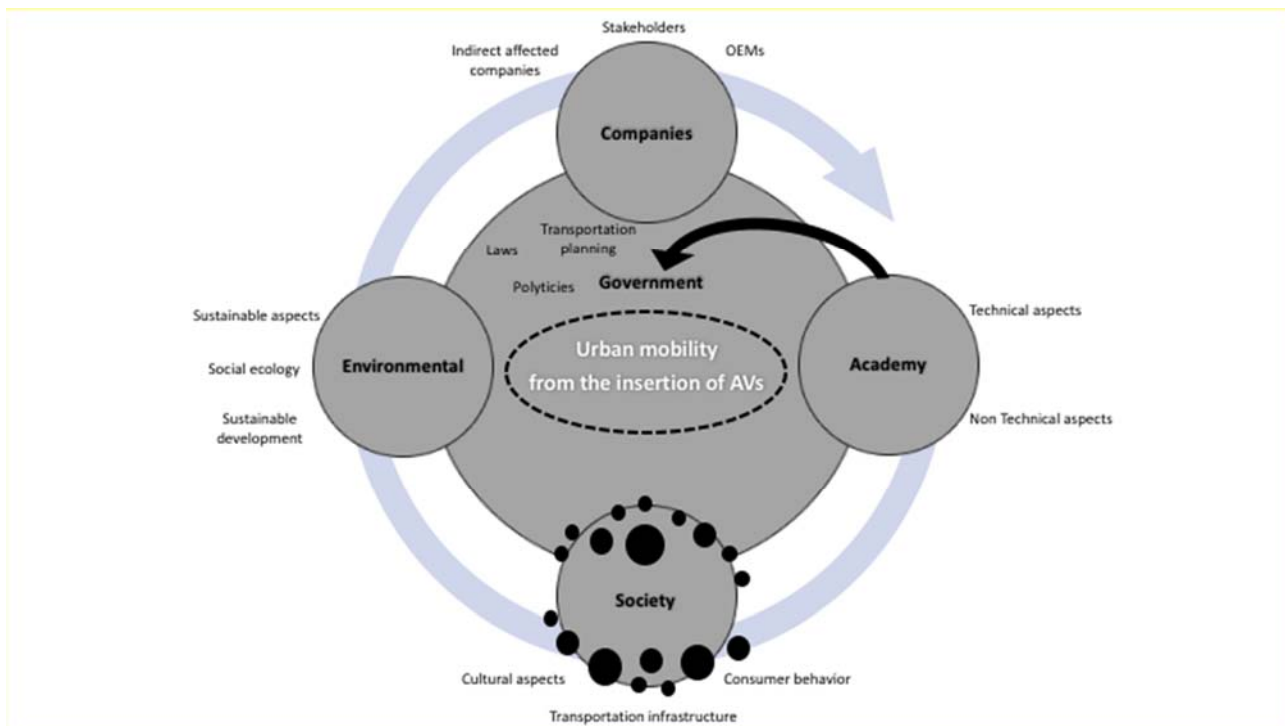 Stakeholders
Indirect affected
companies
OEMs
Companies
Transportation
planning
Laws
Polyticies
Government
Sustainable aspects
Social ecology
Sustainable
development
Environmental
Urban mobility
from the insertion of AVs
Academy
Technical aspects
Non Technical aspects
Society
Cultural aspects
Consumer behavior
Transportation infrastructure